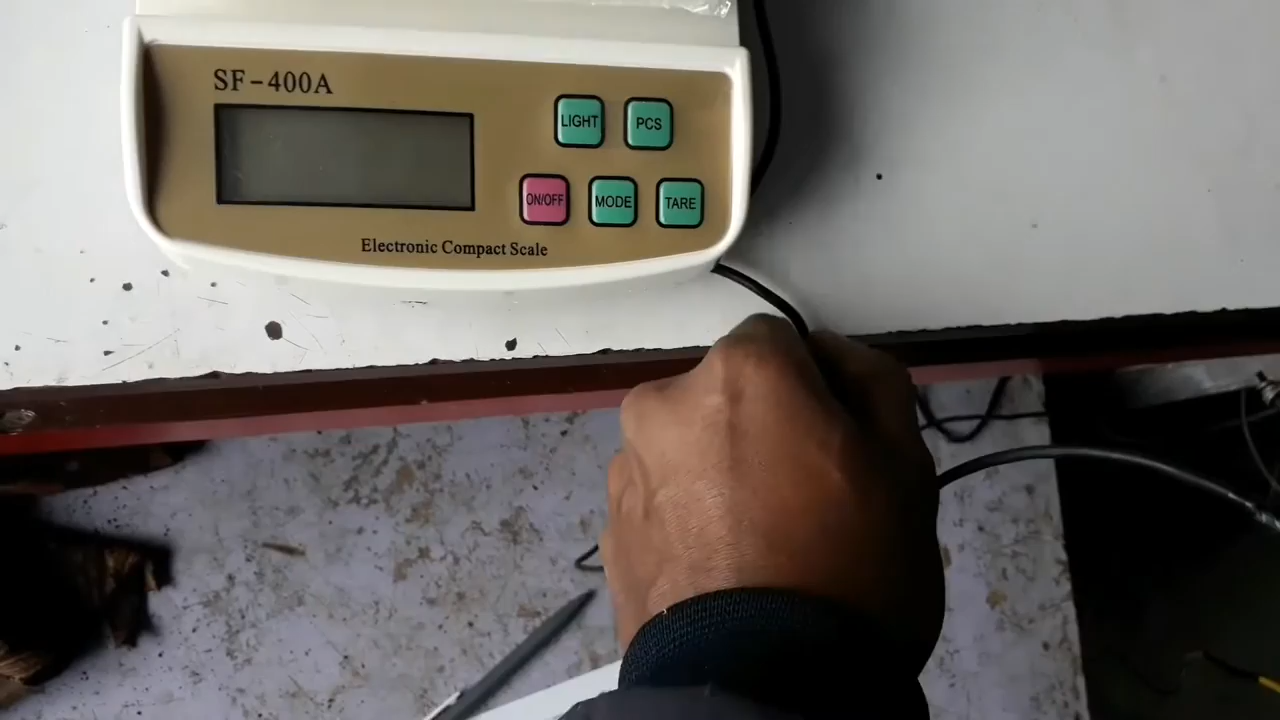 SF-400A
LIGHT
PCS
ON/OFF
MODE
TARE
Electronic Compact Scale